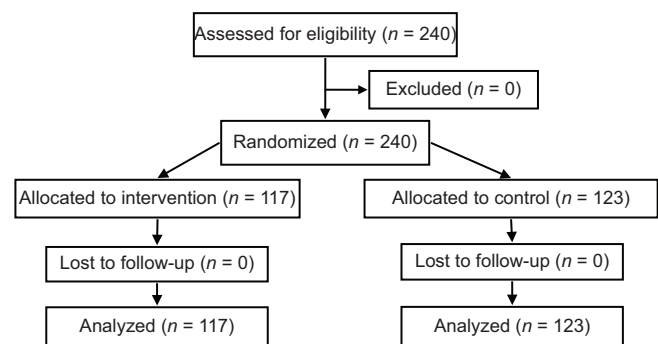 Assessed for eligibility (n = 240)
Excluded (n = 0)
Randomized (n = 240)
Allocated to intervention (n = 117)
Allocated to control (n = 123)
Lost to follow-up (n = 0)
Lost to follow-up (n = 0)
Analyzed (n = 117)
Analyzed (n = 123)